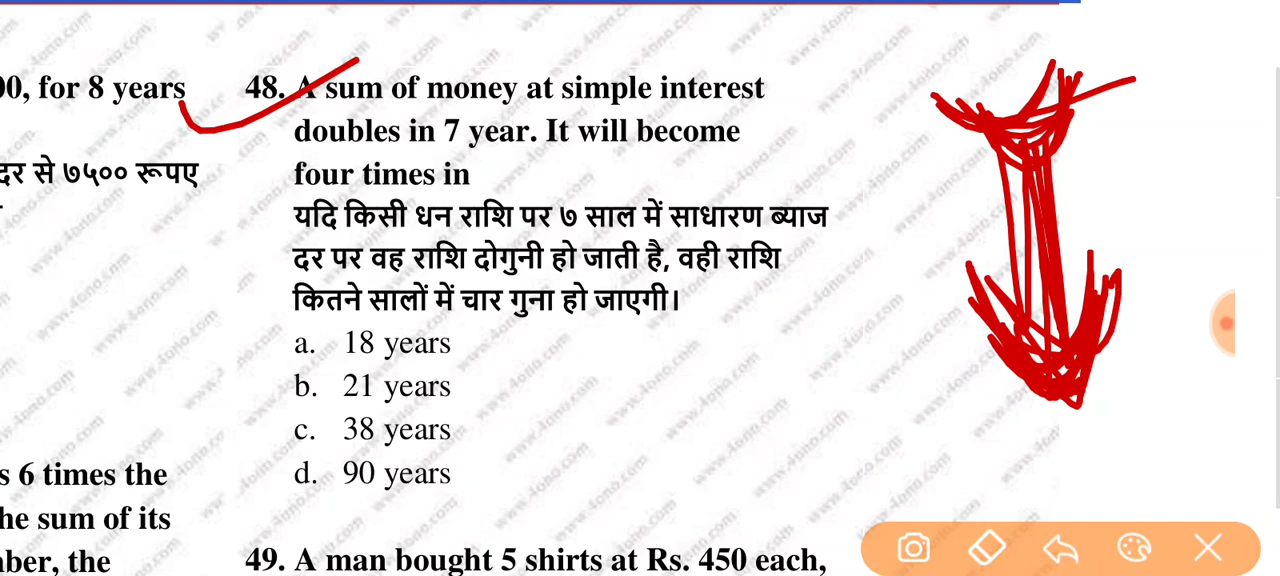 00, for 8 years
दर से ७५०० रूपए
s 6 times the
he sum of its
ber, the
48. A sum of money at simple interest
doubles in 7 year. It will become
four times in
यदि किसी धन राशि पर ७ साल में साधारण ब्याज
दर पर वह राशि दोगुनी हो जाती है, वही राशि
कितने सालों में चार गुना हो जाएगी।
a. 18 years
b. 21 years
c. 38 years
d. 90 years
49. A man bought 5 shirts at Rs. 450 each,
www.4ono.com